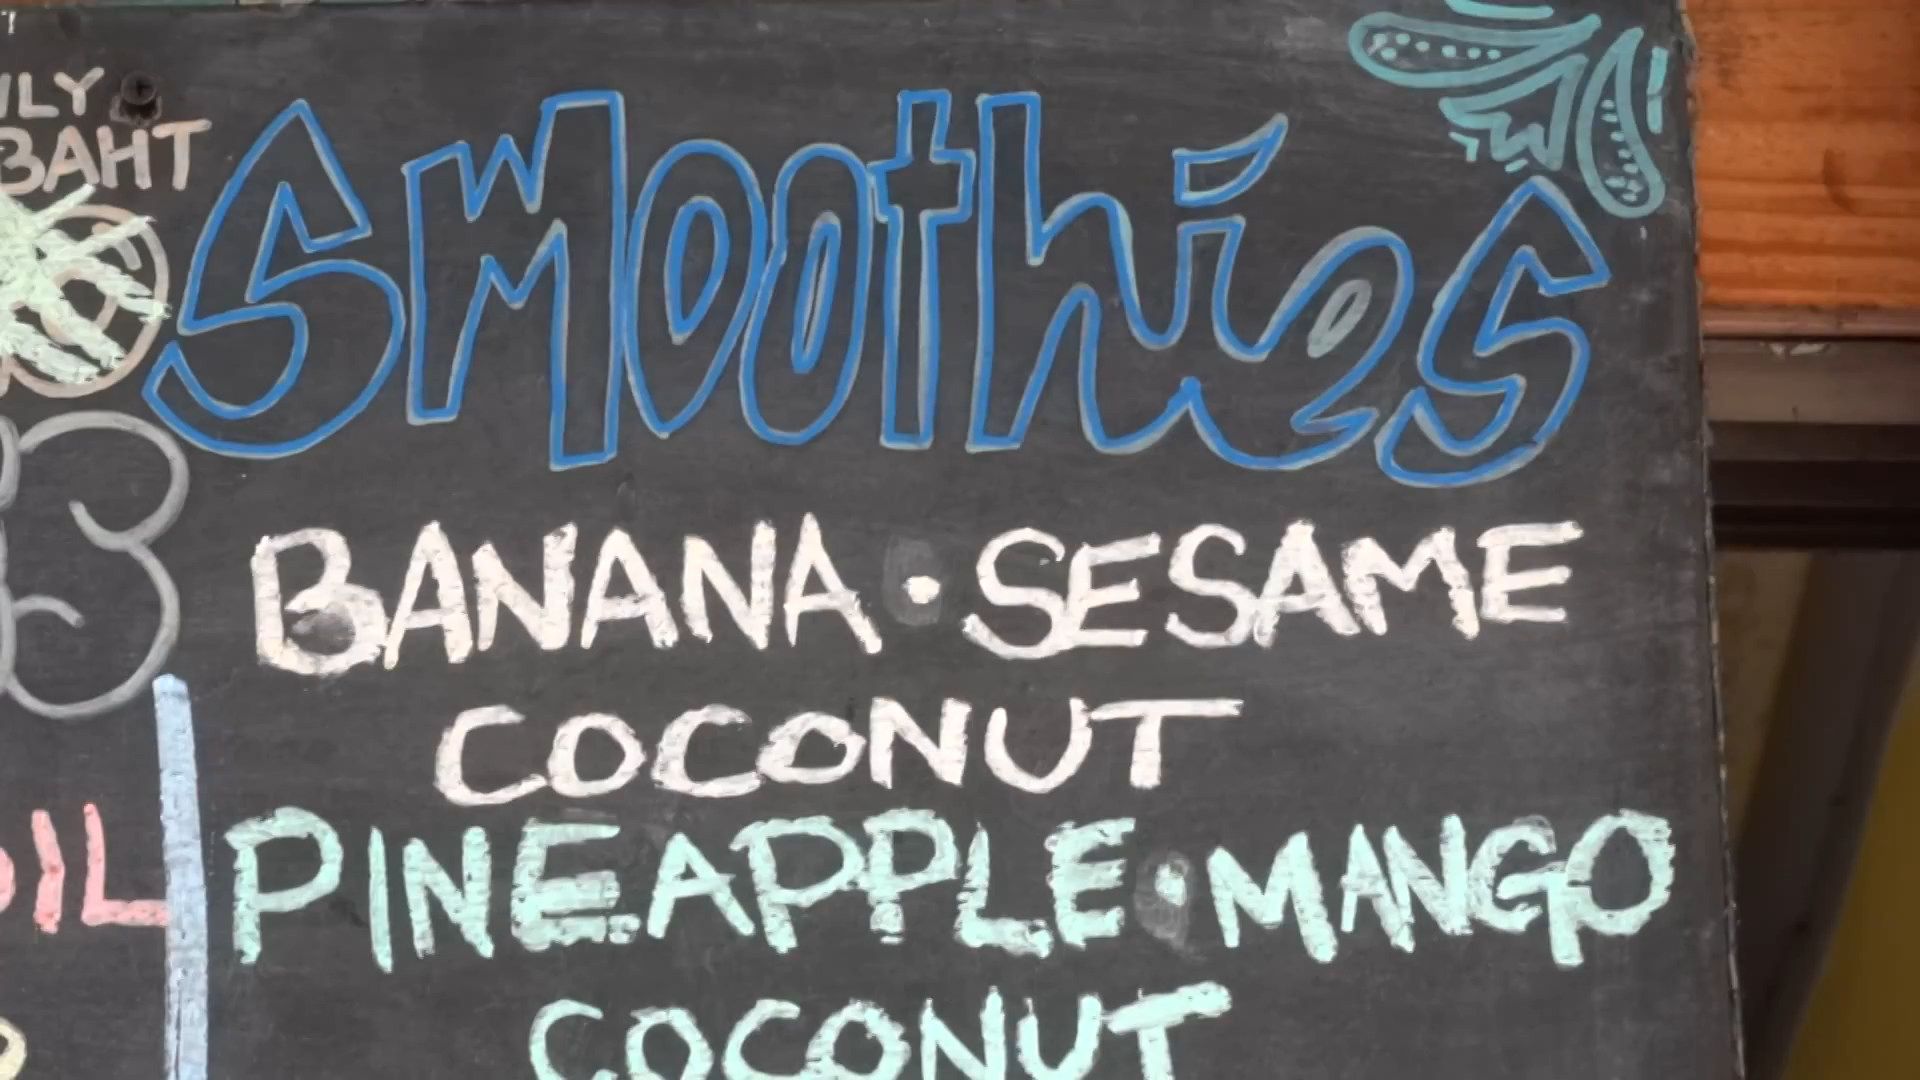 BAHT
Smoothies
BANANA · SESAME
COCONUT
PINEAPPLE · MANGO
COCONUT